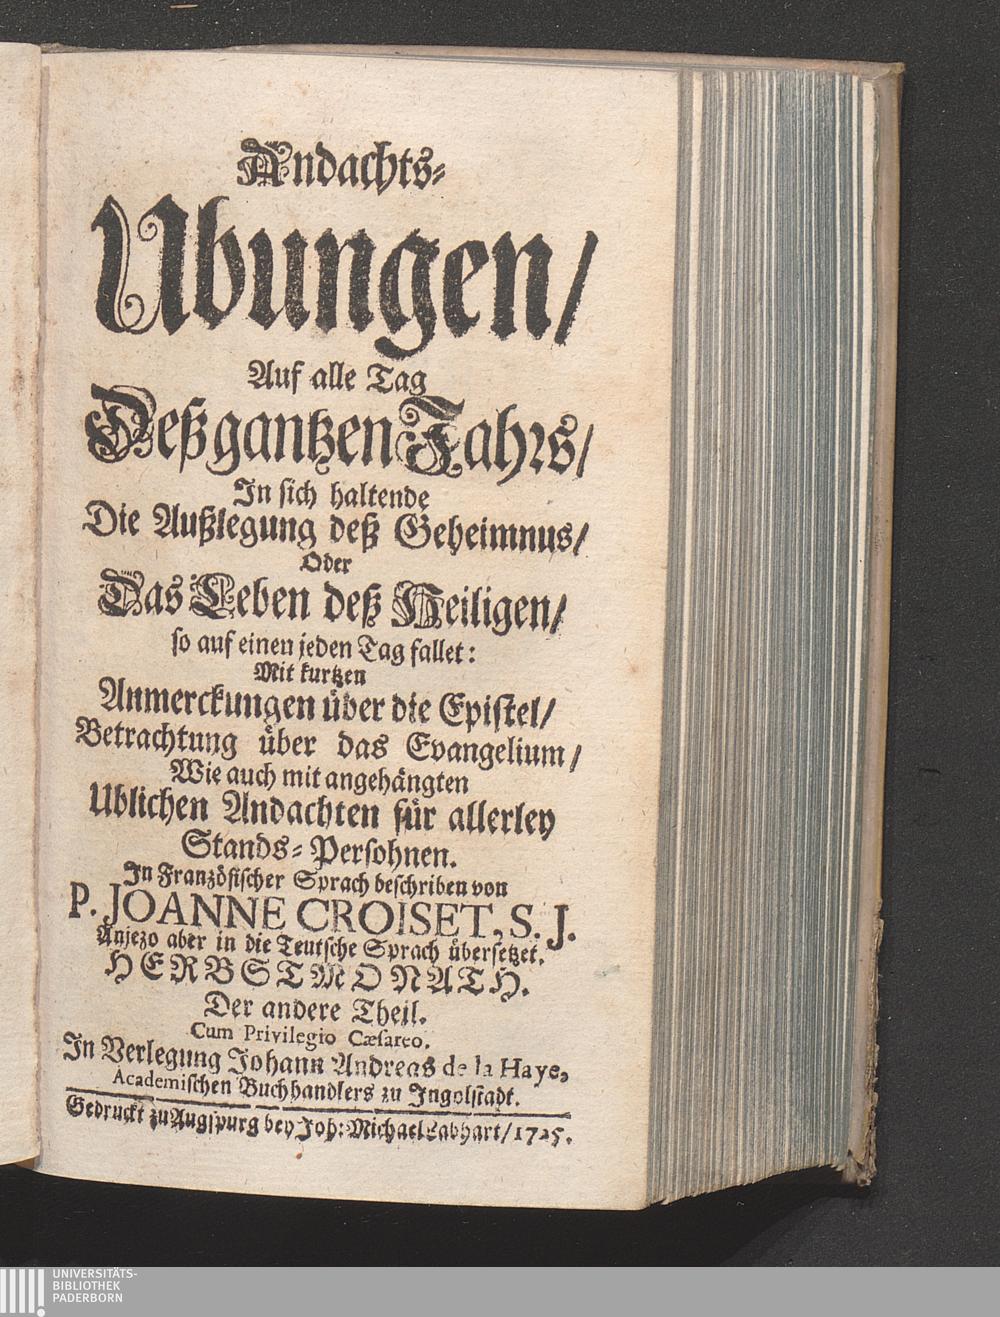 Andachts-
Ubungen/
Auf alle Tag
Deß gantzen Jahrs/
In sich haltende
Die Außlegung deß Geheimnus/
Oder
Das Leben deß Heiligen/
so auf einen jeden Tag fallet:
Mit kurtzen
Anmerckungen über die Epistel/
Betrachtung über das Evangelium/
Wie auch mit angehängten
Ublichen Andachten für allerley
Stands-Persohnen.
In Französischer Sprach beschriben von
P. JOANNE CROISET, S. J.
Anjezo aber in die Teutsche Sprach übersetzet.
HERBSTMONATH.
Der andere Theil.
Cum Privilegio Cæsareo.
In Verlegung Johann Andreas de la Haye,
Academischen Buchhandlers zu Ingolstadt.
Gedruckt zu Augspurg bey Joh: Michael Labhart/ 1725.
UNIVERSITÄTS-
BIBLIOTHEK
PADERBORN